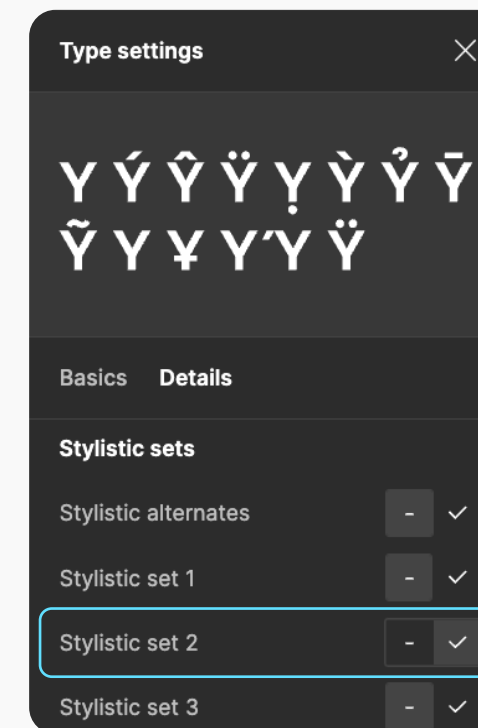 Type settings
Y Ý Ŷ Ÿ Ỵ Ỳ Ỷ Ȳ
Ỹ Y ¥ Y ΄Y Ϋ
Basics Details
Stylistic sets
Stylistic alternates -
Stylistic set 1 -
Stylistic set 2 -
Stylistic set 3 -